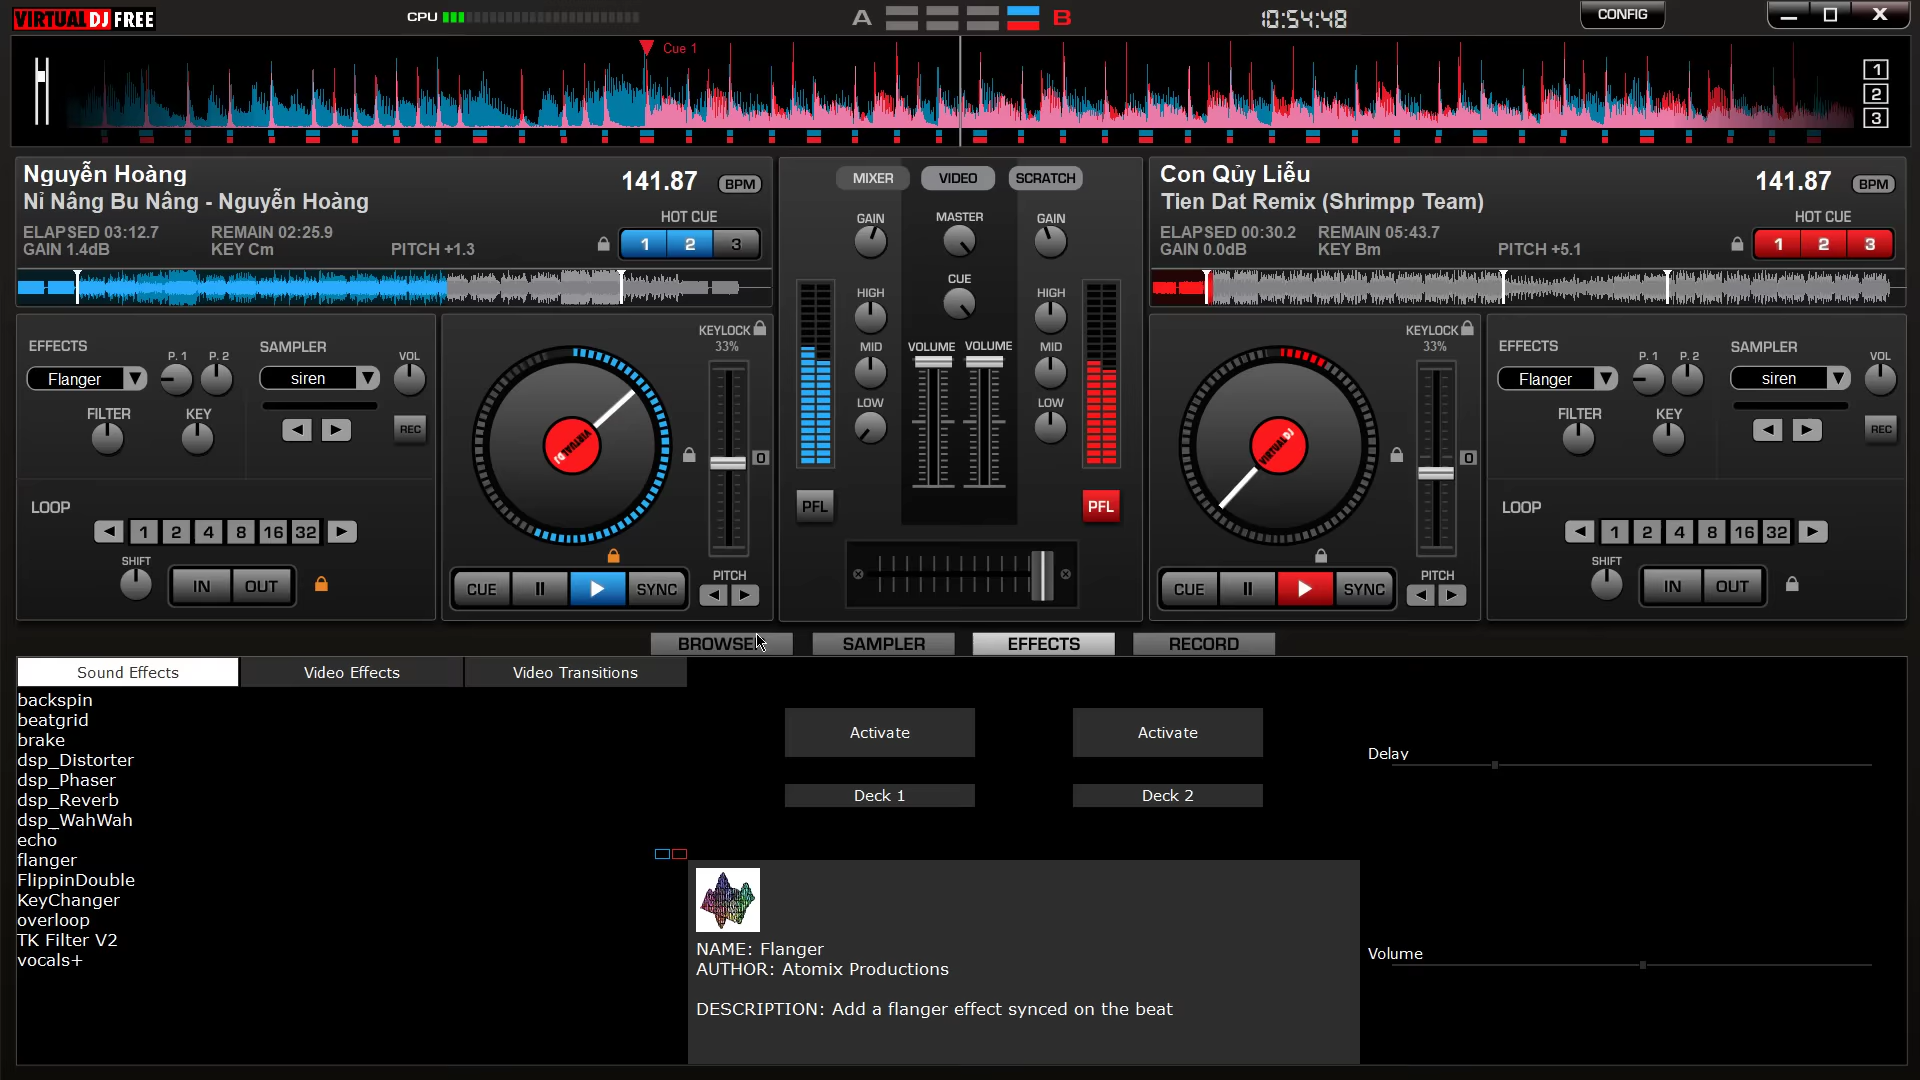 VIRTUAL DJ FREE
CPU
A B
10:54:48
CONFIG
Cue 1
1
2
3
Nguyễn Hoàng
141.87 BPM
Nỉ Nâng Bu Nâng - Nguyễn Hoàng
HOT CUE
ELAPSED 03:12.7 REMAIN 02:25.9
GAIN 1.4dB KEY Cm PITCH +1.3
1 2 3
MIXER VIDEO SCRATCH
GAIN MASTER GAIN
CUE
HIGH HIGH
MID VOLUME VOLUME MID
LOW LOW
PFL PFL
Con Qủy Liễu
141.87 BPM
Tien Dat Remix (Shrimpp Team)
HOT CUE
ELAPSED 00:30.2 REMAIN 05:43.7
GAIN 0.0dB KEY Bm PITCH +5.1
1 2 3
EFFECTS P. 1 P. 2 SAMPLER VOL
Flanger siren
FILTER KEY REC
LOOP
1 2 4 8 16 32
SHIFT
IN OUT
KEYLOCK
33%
VIRTUAL DJ
0
CUE SYNC
PITCH
KEYLOCK
33%
VIRTUAL DJ
0
CUE SYNC
PITCH
EFFECTS P. 1 P. 2 SAMPLER VOL
Flanger siren
FILTER KEY REC
LOOP
1 2 4 8 16 32
SHIFT
IN OUT
BROWSER SAMPLER EFFECTS RECORD
Sound Effects Video Effects Video Transitions
backspin
beatgrid
brake
dsp_Distorter
dsp_Phaser
dsp_Reverb
dsp_WahWah
echo
flanger
FlippinDouble
KeyChanger
overloop
TK Filter V2
vocals+
Activate Activate
Deck 1 Deck 2
Delay
Volume
NAME: Flanger
AUTHOR: Atomix Productions
DESCRIPTION: Add a flanger effect synced on the beat